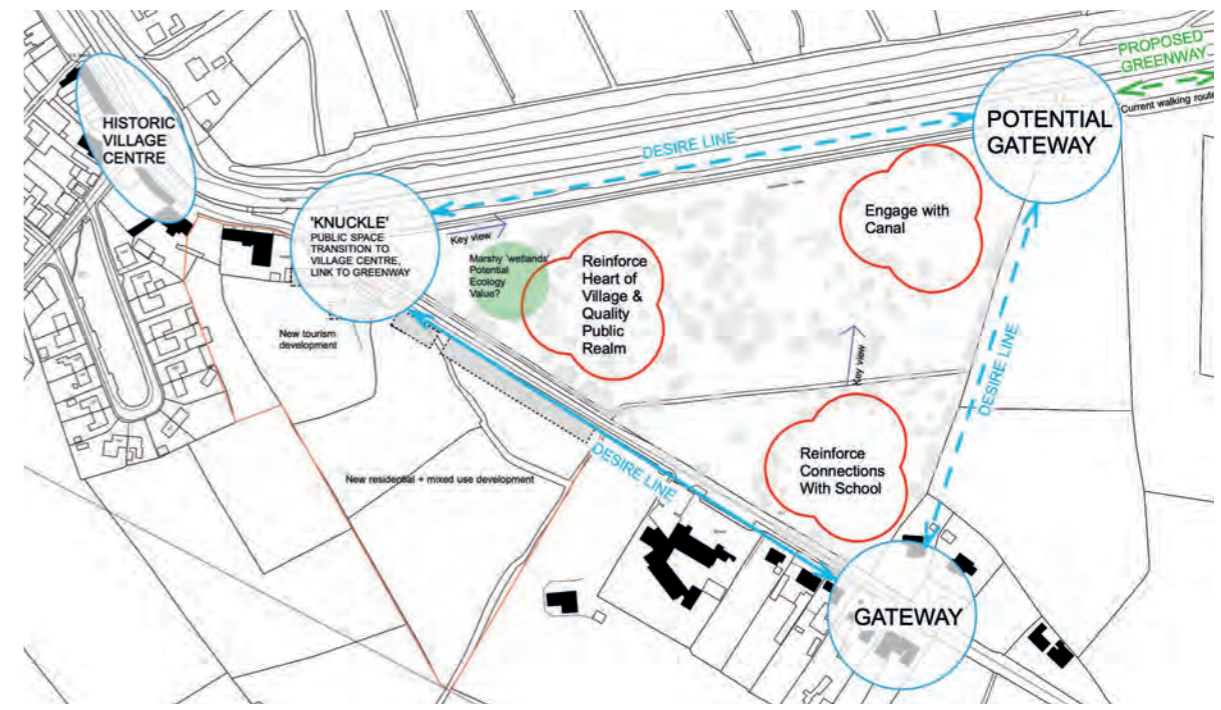 PROPOSED
GREENWAY
Current walking route
HISTORIC
VILLAGE
CENTRE
POTENTIAL
GATEWAY
DESIRE LINE
'KNUCKLE'
PUBLIC SPACE
TRANSITION TO
VILLAGE CENTRE,
LINK TO GREENWAY
Key view
Marshy 'wetlands'
Potential
Ecology
Value?
Reinforce
Heart of
Village &
Quality
Public
Realm
Engage with
Canal
New tourism
development
Key view
DESIRE LINE
Reinforce
Connections
With School
DESIRE LINE
New residential + mixed use development
GATEWAY